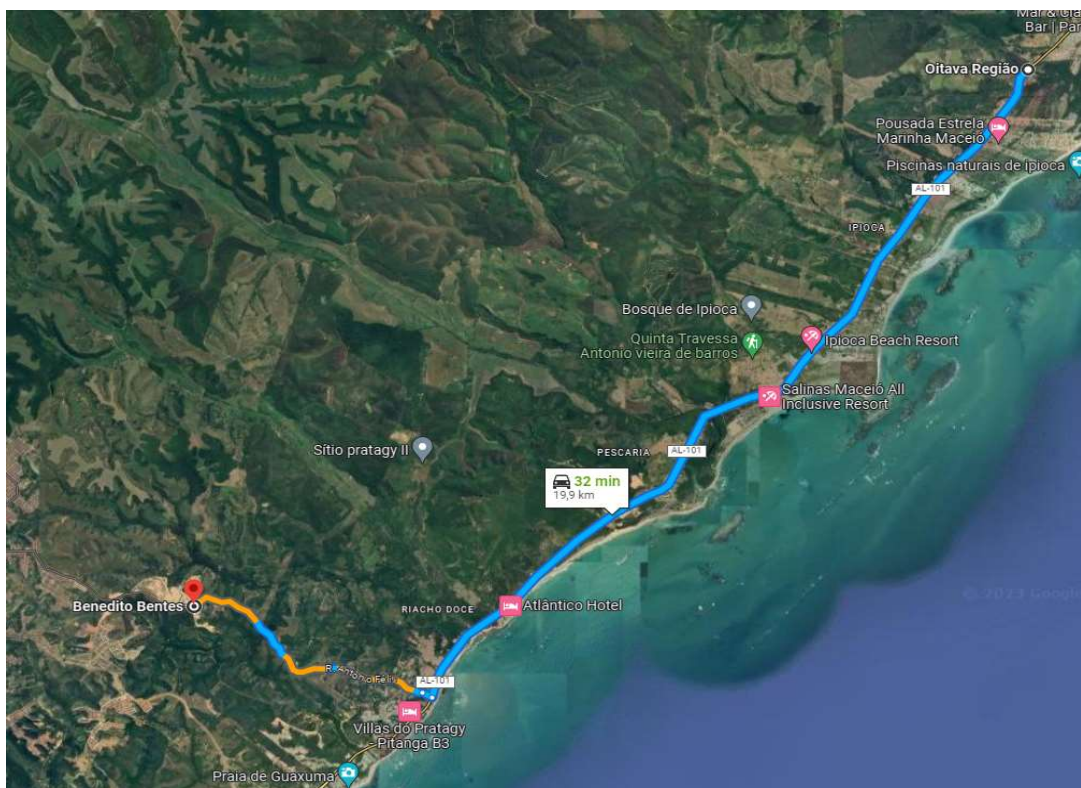 Mar & Cia
Bar | Par
Oitava Região
Pousada Estrela
Marinha Maceió
Piscinas naturais de Ipioca
AL-101
IPIOCA
Bosque de Ipioca
Quinta Travessa
Antonio vieira de barros
Ipioca Beach Resort
Salinas Maceió All
Inclusive Resort
Sítio pratagy II
PESCARIA
AL-101
32 min
19,9 km
Benedito Bentes
RIACHO DOCE
Atlântico Hotel
© 2023 Google
AL-101
Villas do Pratagy
Pitanga B3
Praia de Guaxuma